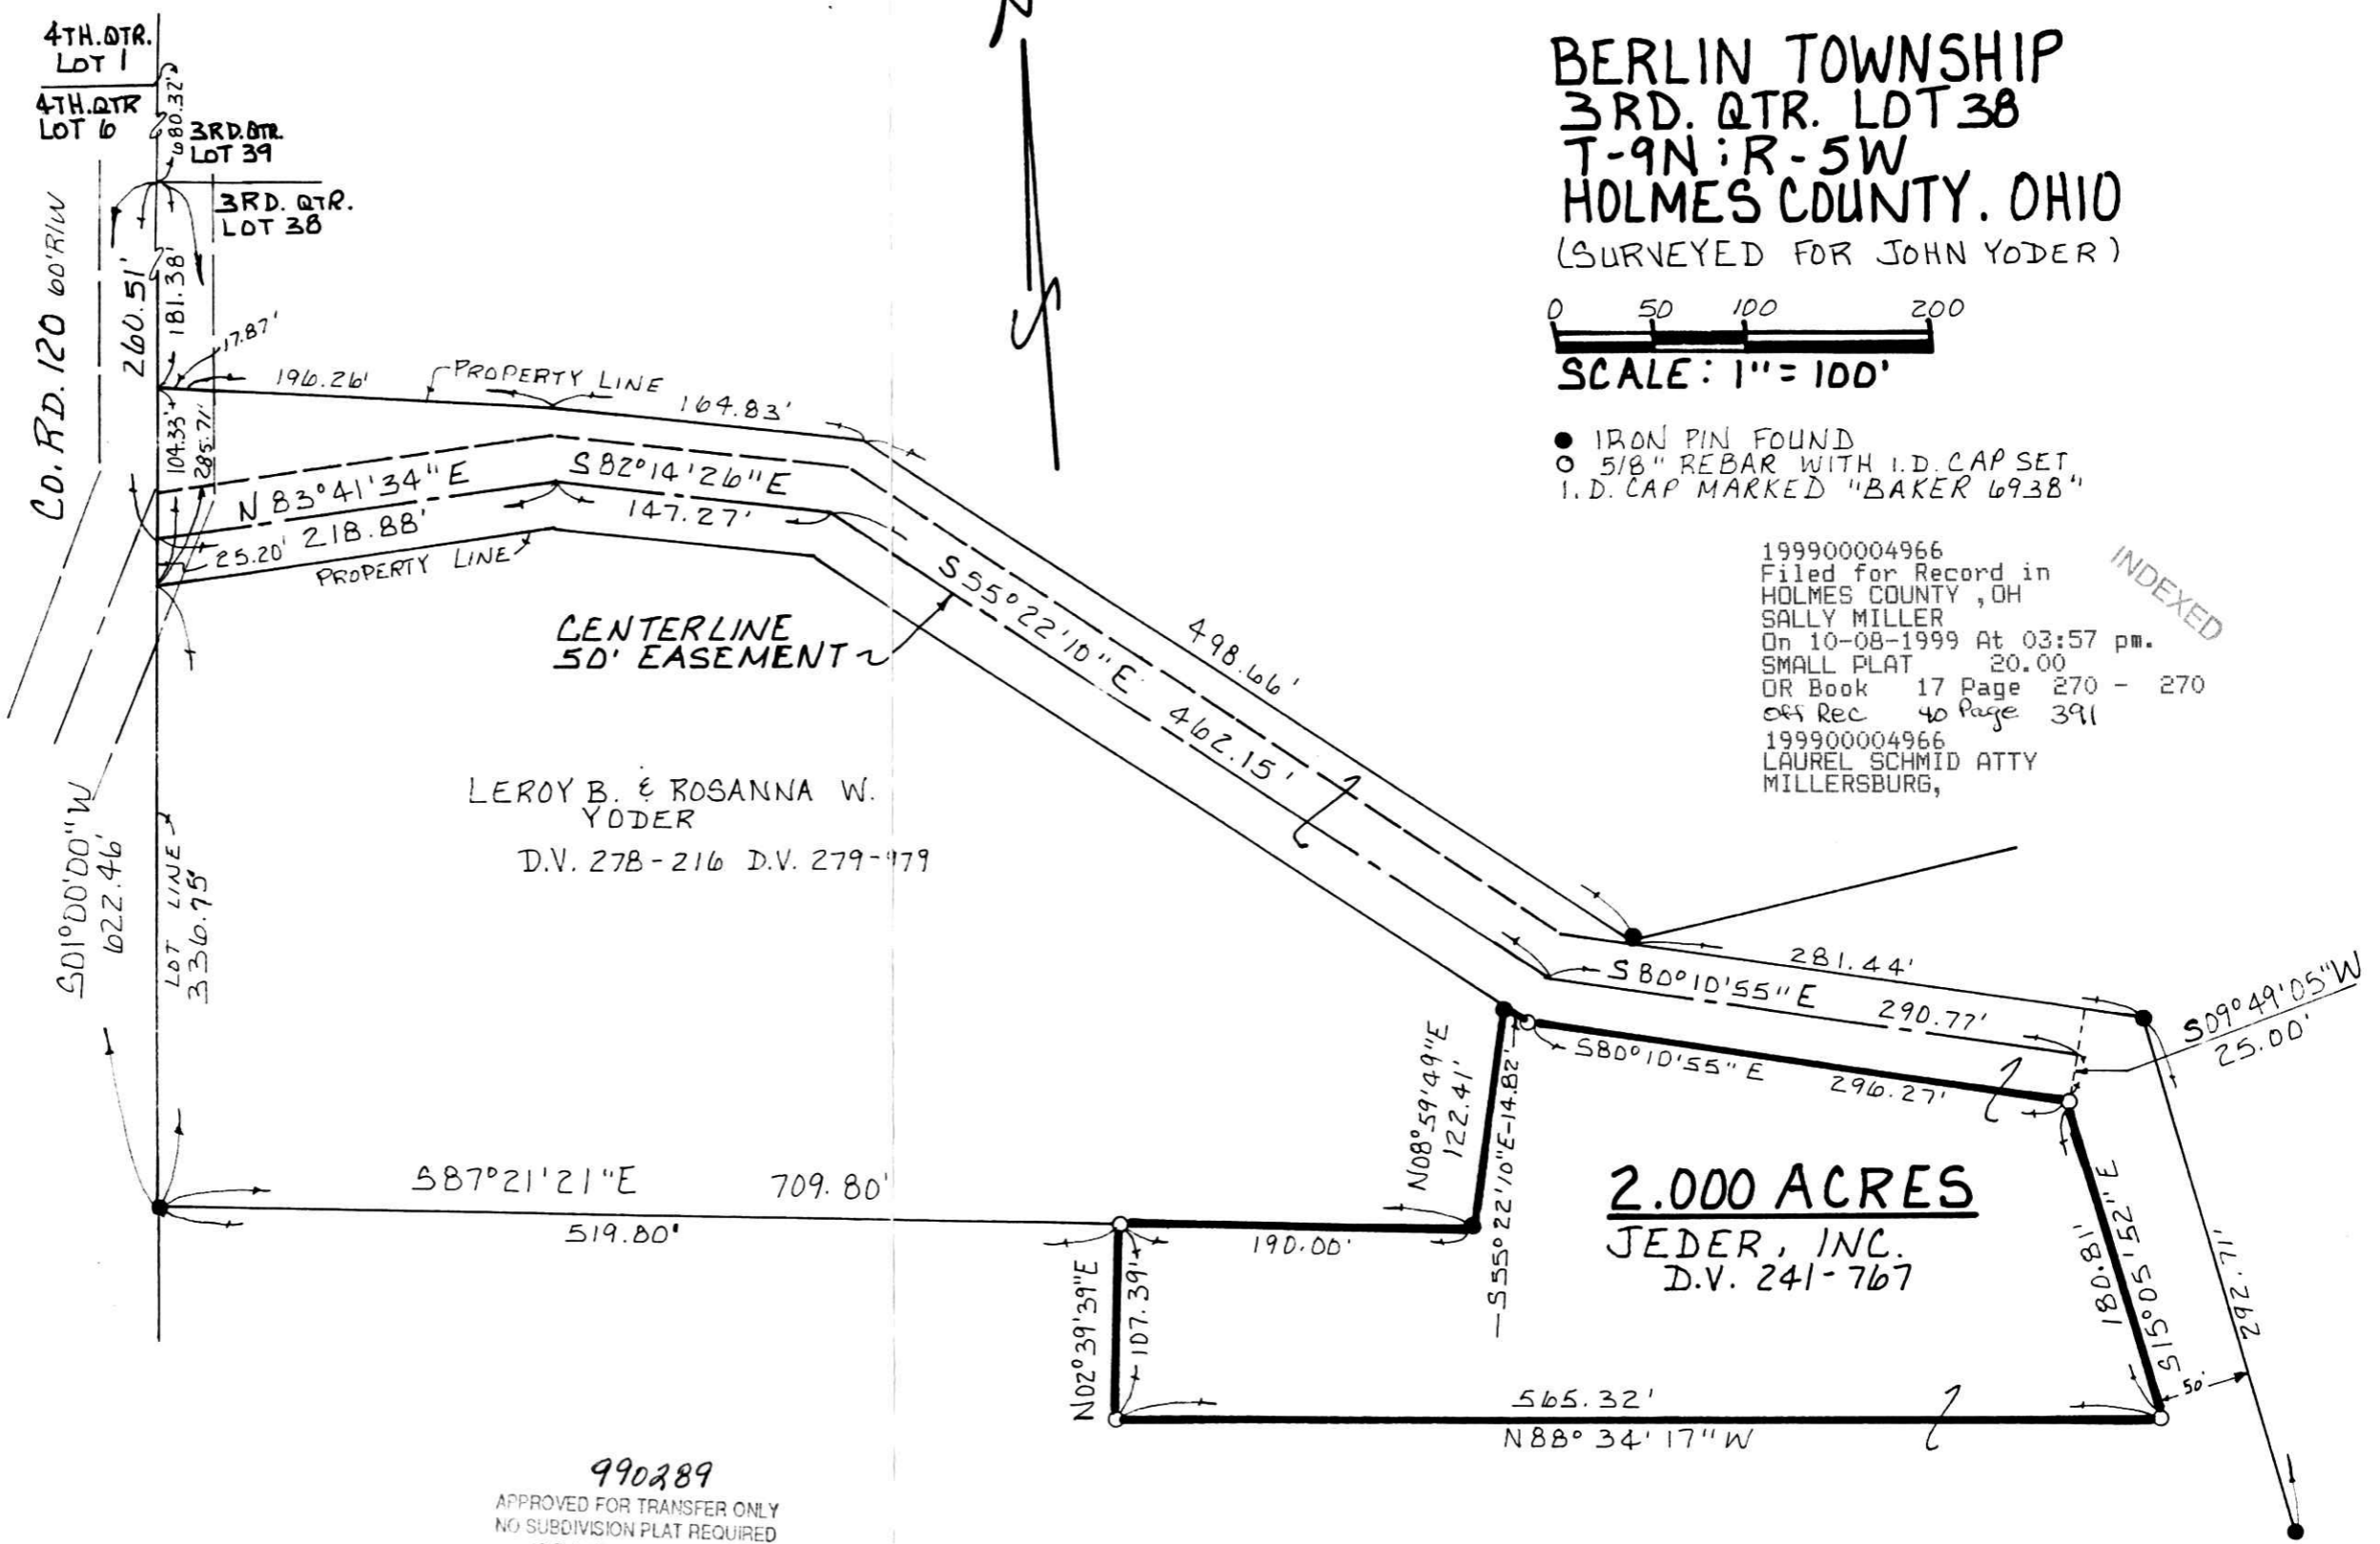 4TH.QTR.
LOT 1
4TH.QTR
LOT 6
680.32'
3RD.QTR.
LOT 39
3RD. QTR.
LOT 38
CO. RD. 120 60' R/W
260.51'
181.38'
17.87'
104.33'
285.71'
196.26'
PROPERTY LINE
164.83'
N 83°41'34" E
218.88'
25.20'
PROPERTY LINE
S 82°14'26" E
147.27'
CENTERLINE
50' EASEMENT
S 55°22'10" E 462.15'
498.66'
N
S
BERLIN TOWNSHIP
3RD. QTR. LOT 38
T-9N; R-5W
HOLMES COUNTY. OHIO
(SURVEYED FOR JOHN YODER)
0 50 100 200
SCALE: 1" = 100'
IRON PIN FOUND
5/8" REBAR WITH I.D. CAP SET
I.D. CAP MARKED "BAKER 6938"
199900004966
Filed for Record in
HOLMES COUNTY , OH
SALLY MILLER
On 10-08-1999 At 03:57 pm.
SMALL PLAT 20.00
OR Book 17 Page 270 - 270
Off Rec 40 Page 391
199900004966
LAUREL SCHMID ATTY
MILLERSBURG,
INDEXED
LEROY B. & ROSANNA W.
YODER
D.V. 278-216 D.V. 279-979
S01°00'00"W
622.46'
LOT LINE
336.75'
S87°21'21"E 709.80'
519.80'
190.00'
N08°59'49"E
122.41'
S55°22'10"E-14.82'
S80°10'55"E 290.77'
281.44'
S80°10'55"E 296.27'
S09°49'05"W
25.00'
2.000 ACRES
JEDER, INC.
D.V. 241-767
180.81'
S15°05'52"E
292.71'
50'
N02°39'39"E
107.39'
565.32'
N88°34'17"W
990289
APPROVED FOR TRANSFER ONLY
NO SUBDIVISION PLAT REQUIRED